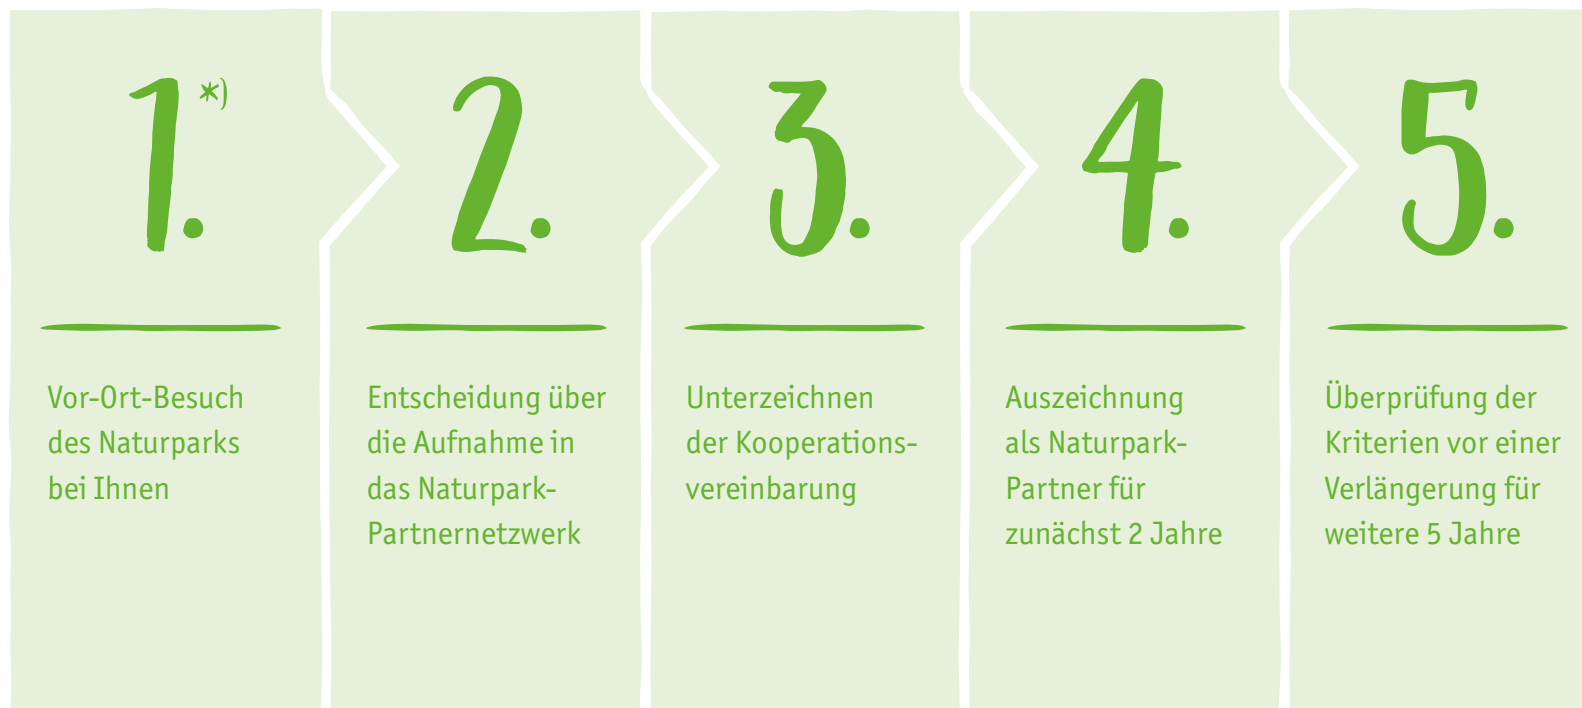 1.*)
Vor-Ort-Besuch
des Naturparks
bei Ihnen
2.
Entscheidung über
die Aufnahme in
das Naturpark-
Partnernetzwerk
3.
Unterzeichnen
der Kooperations-
vereinbarung
4.
Auszeichnung
als Naturpark-
Partner für
zunächst 2 Jahre
5.
Überprüfung der
Kriterien vor einer
Verlängerung für
weitere 5 Jahre